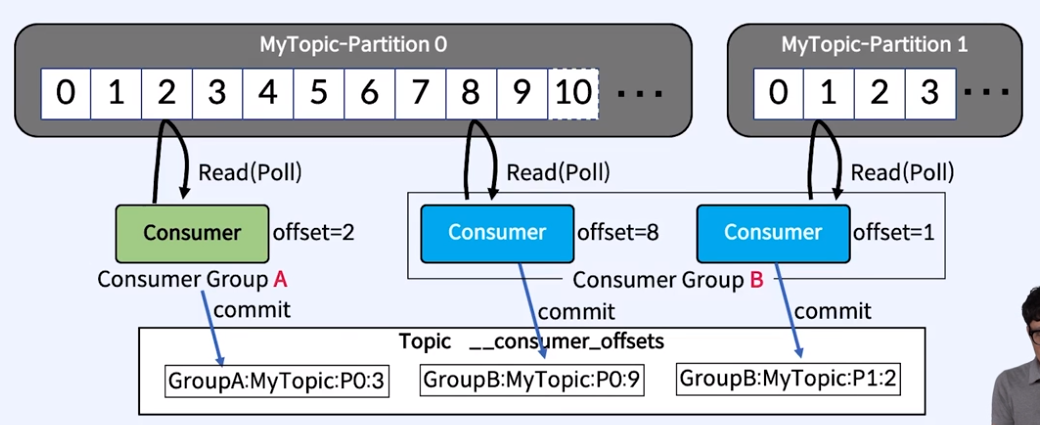 MyTopic-Partition 0
0 1 2 3 4 5 6 7 8 9 10 ...
MyTopic-Partition 1
0 1 2 3 ...
Read(Poll)
Read(Poll)
Read(Poll)
Consumer
offset=2
Consumer
offset=8
Consumer
offset=1
Consumer Group A
Consumer Group B
commit
commit
commit
Topic __consumer_offsets
GroupA:MyTopic:P0:3
GroupB:MyTopic:P0:9
GroupB:MyTopic:P1:2